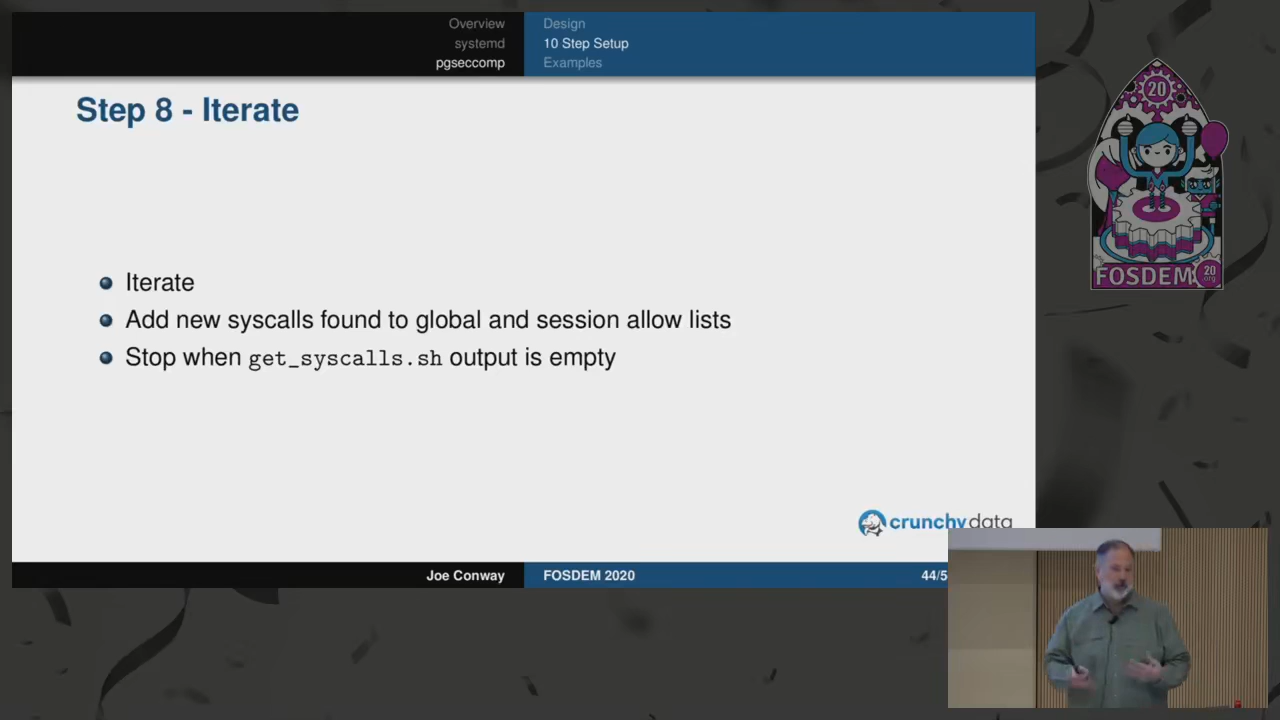 Overview
systemd
pgseccomp
Design
10 Step Setup
Examples
Step 8 - Iterate
Iterate
Add new syscalls found to global and session allow lists
Stop when get_syscalls.sh output is empty
crunchydata
Joe Conway
FOSDEM 2020
44/5
20
FOSDEM
20
.org